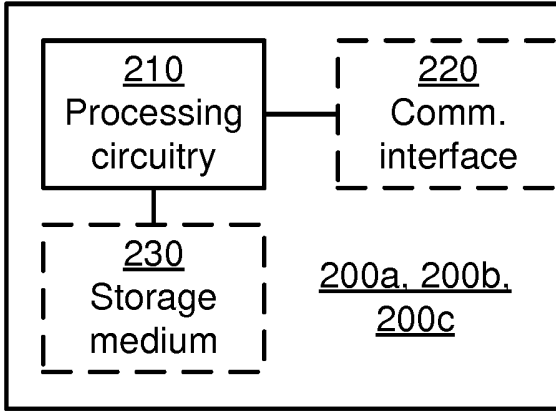 210
Processing
circuitry
220
Comm.
interface
230
Storage
medium
200a, 200b,
200c